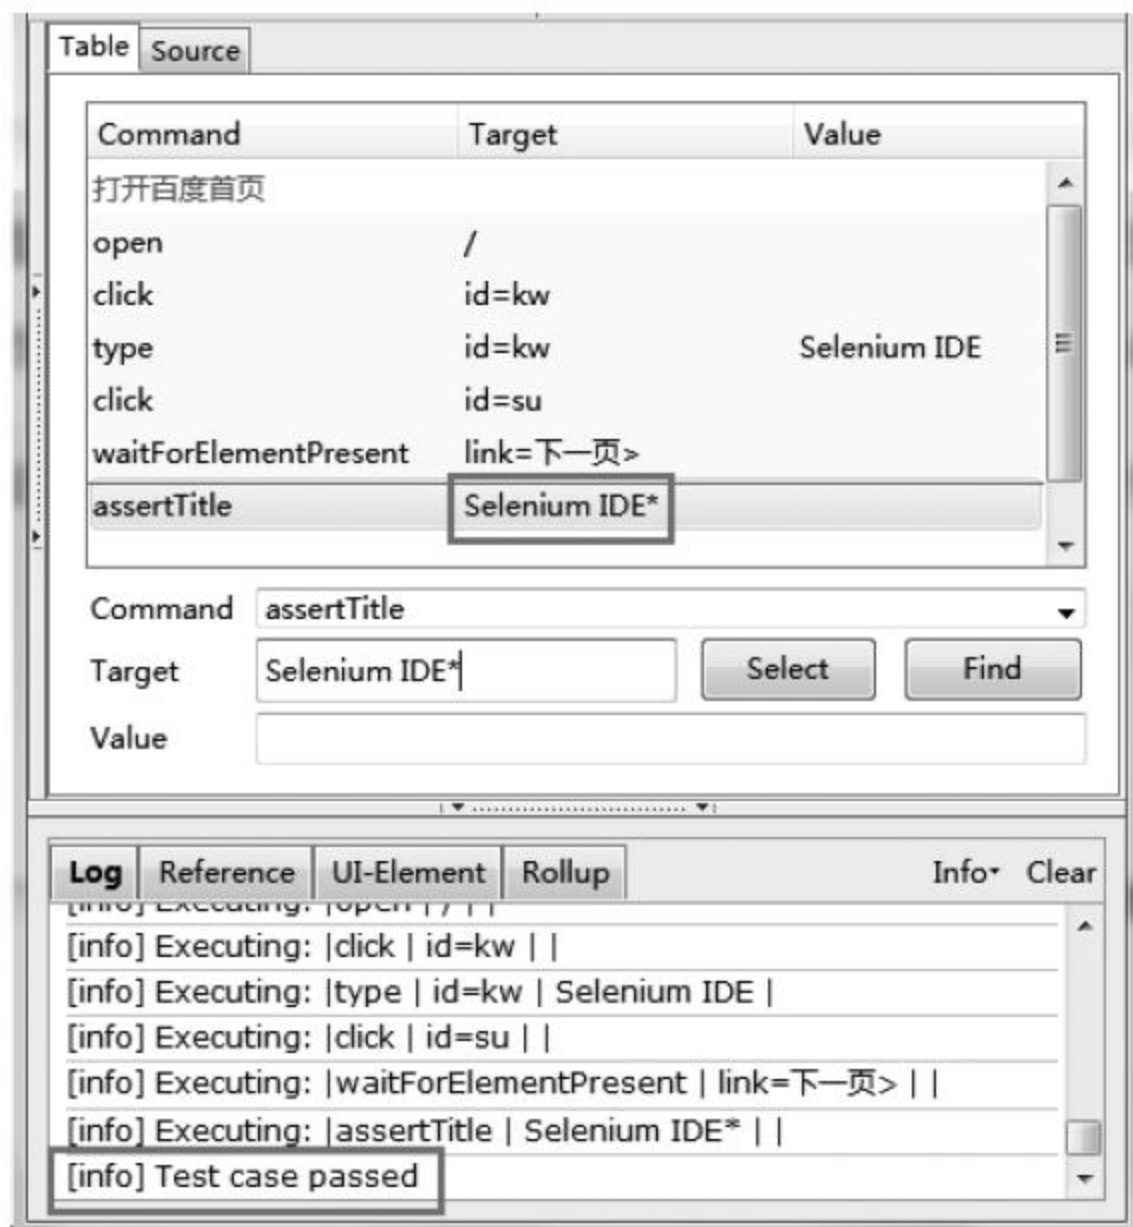 Table Source
Command Target Value
打开百度首页
open /
click id=kw
type id=kw Selenium IDE
click id=su
waitForElementPresent link=下一页>
assertTitle Selenium IDE*
Command assertTitle
Target Selenium IDE* Select Find
Value
Log Reference UI-Element Rollup Info Clear
[info] Executing: |open | / | |
[info] Executing: |click | id=kw | |
[info] Executing: |type | id=kw | Selenium IDE |
[info] Executing: |click | id=su | |
[info] Executing: |waitForElementPresent | link=下一页> | |
[info] Executing: |assertTitle | Selenium IDE* | |
[info] Test case passed